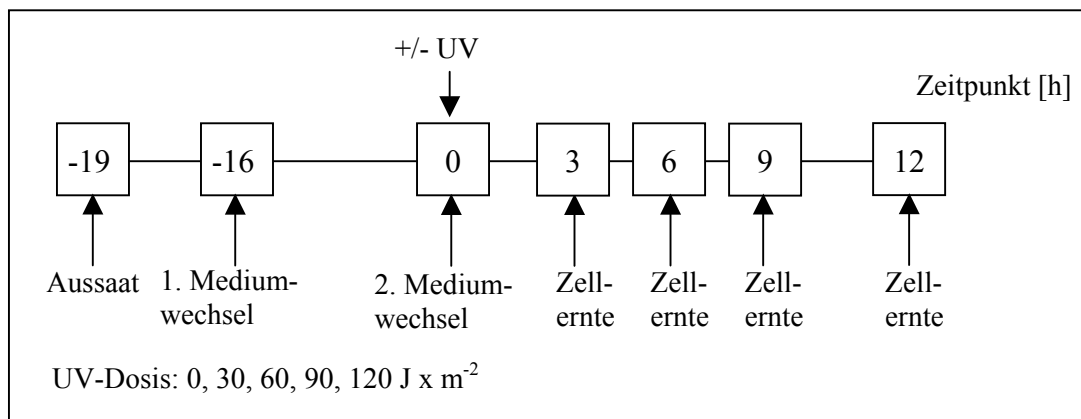 +/- UV
Zeitpunkt [h]
-19
-16
0
3
6
9
12
Aussaat
1. Medium-
wechsel
2. Medium-
wechsel
Zell-
ernte
Zell-
ernte
Zell-
ernte
Zell-
ernte
UV-Dosis: 0, 30, 60, 90, 120 J x m⁻²